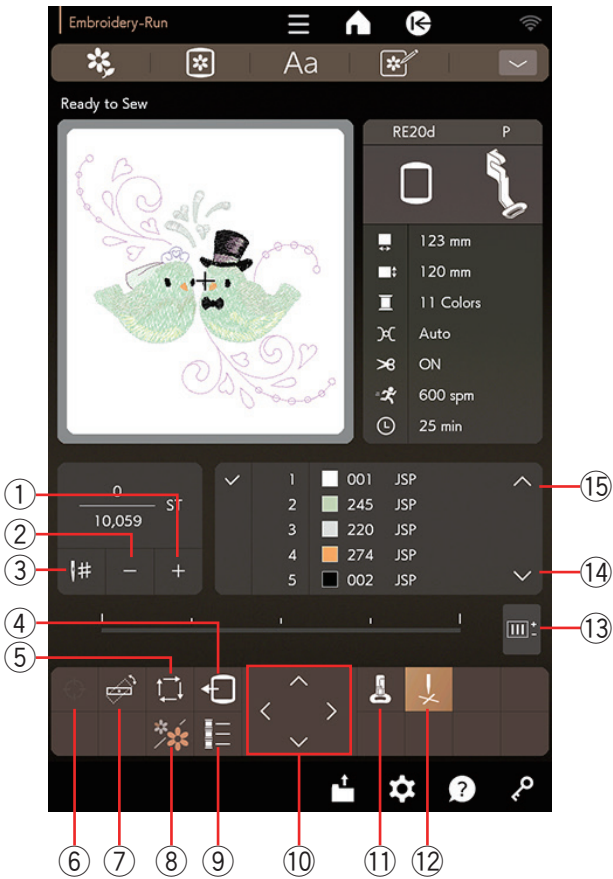 Embroidery-Run
Aa
Ready to Sew
RE20d P
123 mm
120 mm
11 Colors
Auto
ON
600 spm
25 min
0
10,059
ST
#
− +
1 001 JSP
2 245 JSP
3 220 JSP
4 274 JSP
5 002 JSP
?
①
②
③
④
⑤
⑥ ⑦ ⑧ ⑨ ⑩ ⑪ ⑫
⑬
⑭
⑮